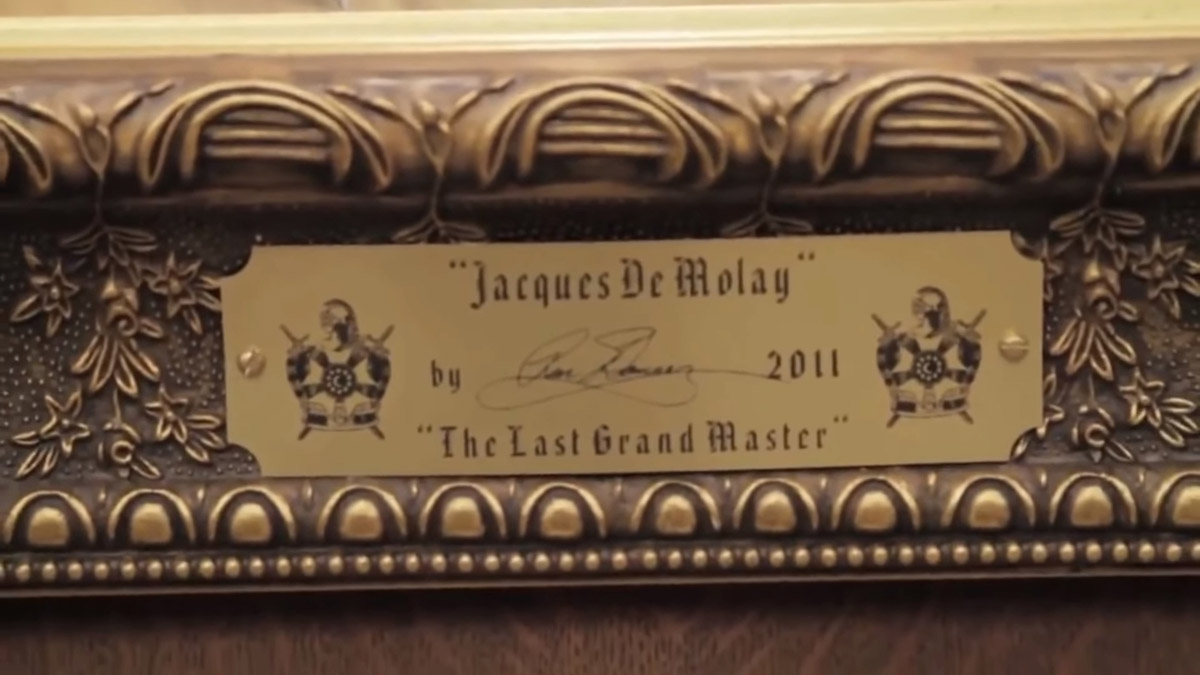 “Jacques De Molay“
by 2011
“The Last Grand Master“